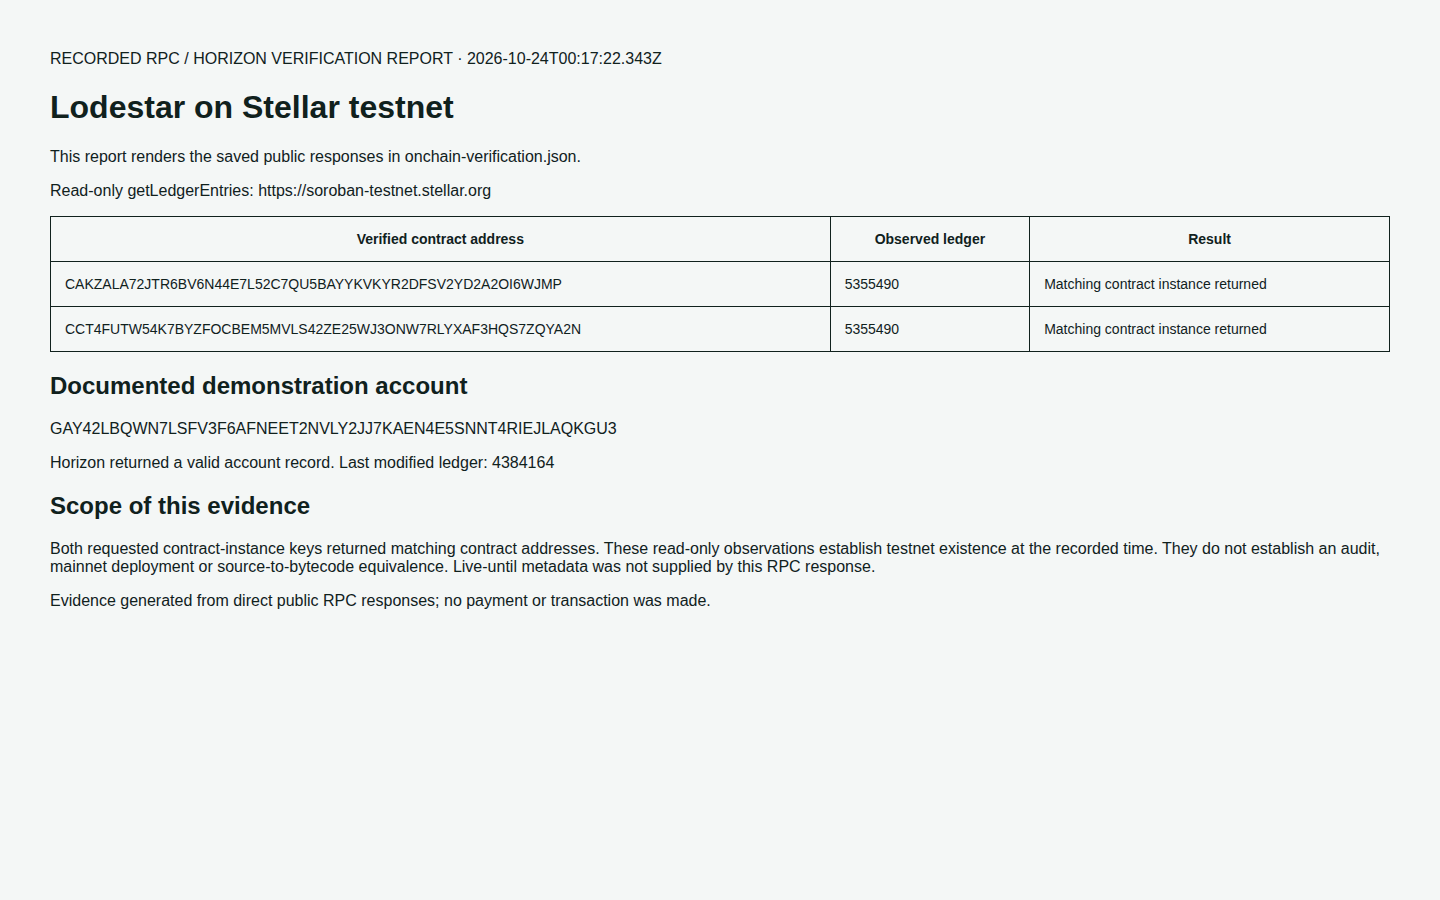 RECORDED RPC / HORIZON VERIFICATION REPORT · 2026-10-24T00:17:22.343Z
Lodestar on Stellar testnet
This report renders the saved public responses in onchain-verification.json.
Read-only getLedgerEntries: https://soroban-testnet.stellar.org
Verified contract address Observed ledger Result
CAKZALA72JTR6BV6N44E7L52C7QU5BAYYKVKYR2DFSV2YD2A2OI6WJMP 5355490 Matching contract instance returned
CCT4FUTW54K7BYZFOCBEM5MVLS42ZE25WJ3ONW7RLYXAF3HQS7ZQYA2N 5355490 Matching contract instance returned
Documented demonstration account
GAY42LBQWN7LSFV3F6AFNEET2NVLY2JJ7KAEN4E5SNNT4RIEJLAQKGU3
Horizon returned a valid account record. Last modified ledger: 4384164
Scope of this evidence
Both requested contract-instance keys returned matching contract addresses. These read-only observations establish testnet existence at the recorded time. They do not establish an audit,
mainnet deployment or source-to-bytecode equivalence. Live-until metadata was not supplied by this RPC response.
Evidence generated from direct public RPC responses; no payment or transaction was made.